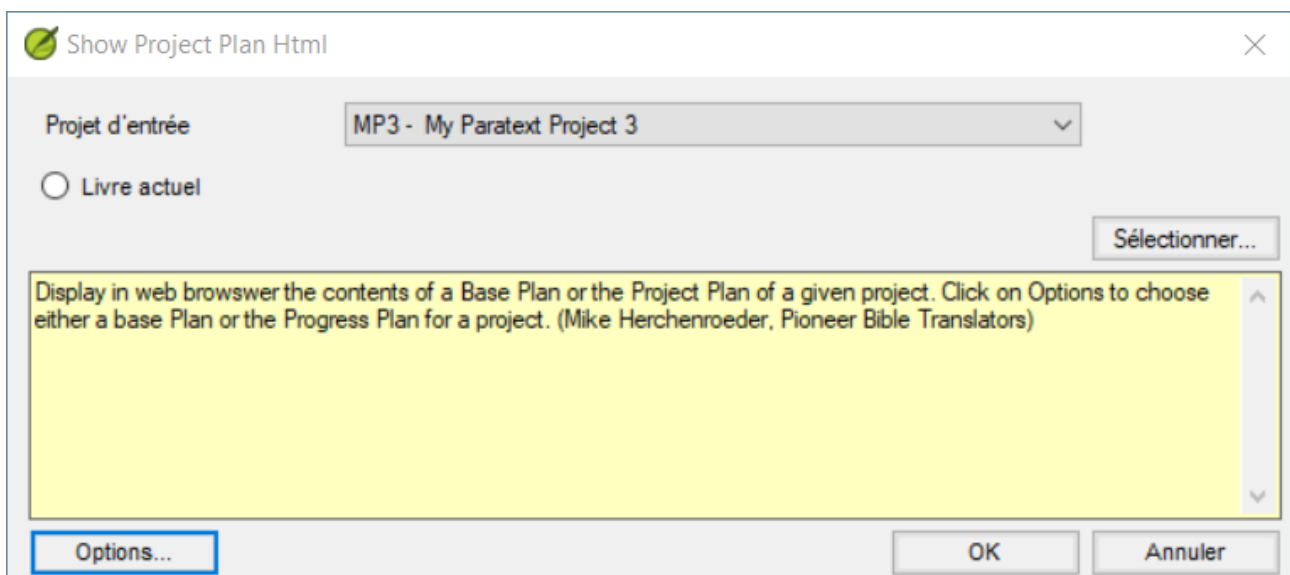 Show Project Plan Html
Projet d'entrée
MP3 - My Paratext Project 3
Livre actuel
Sélectionner...
Display in web browswer the contents of a Base Plan or the Project Plan of a given project. Click on Options to choose
either a base Plan or the Progress Plan for a project. (Mike Herchenroeder, Pioneer Bible Translators)
Options...
OK
Annuler